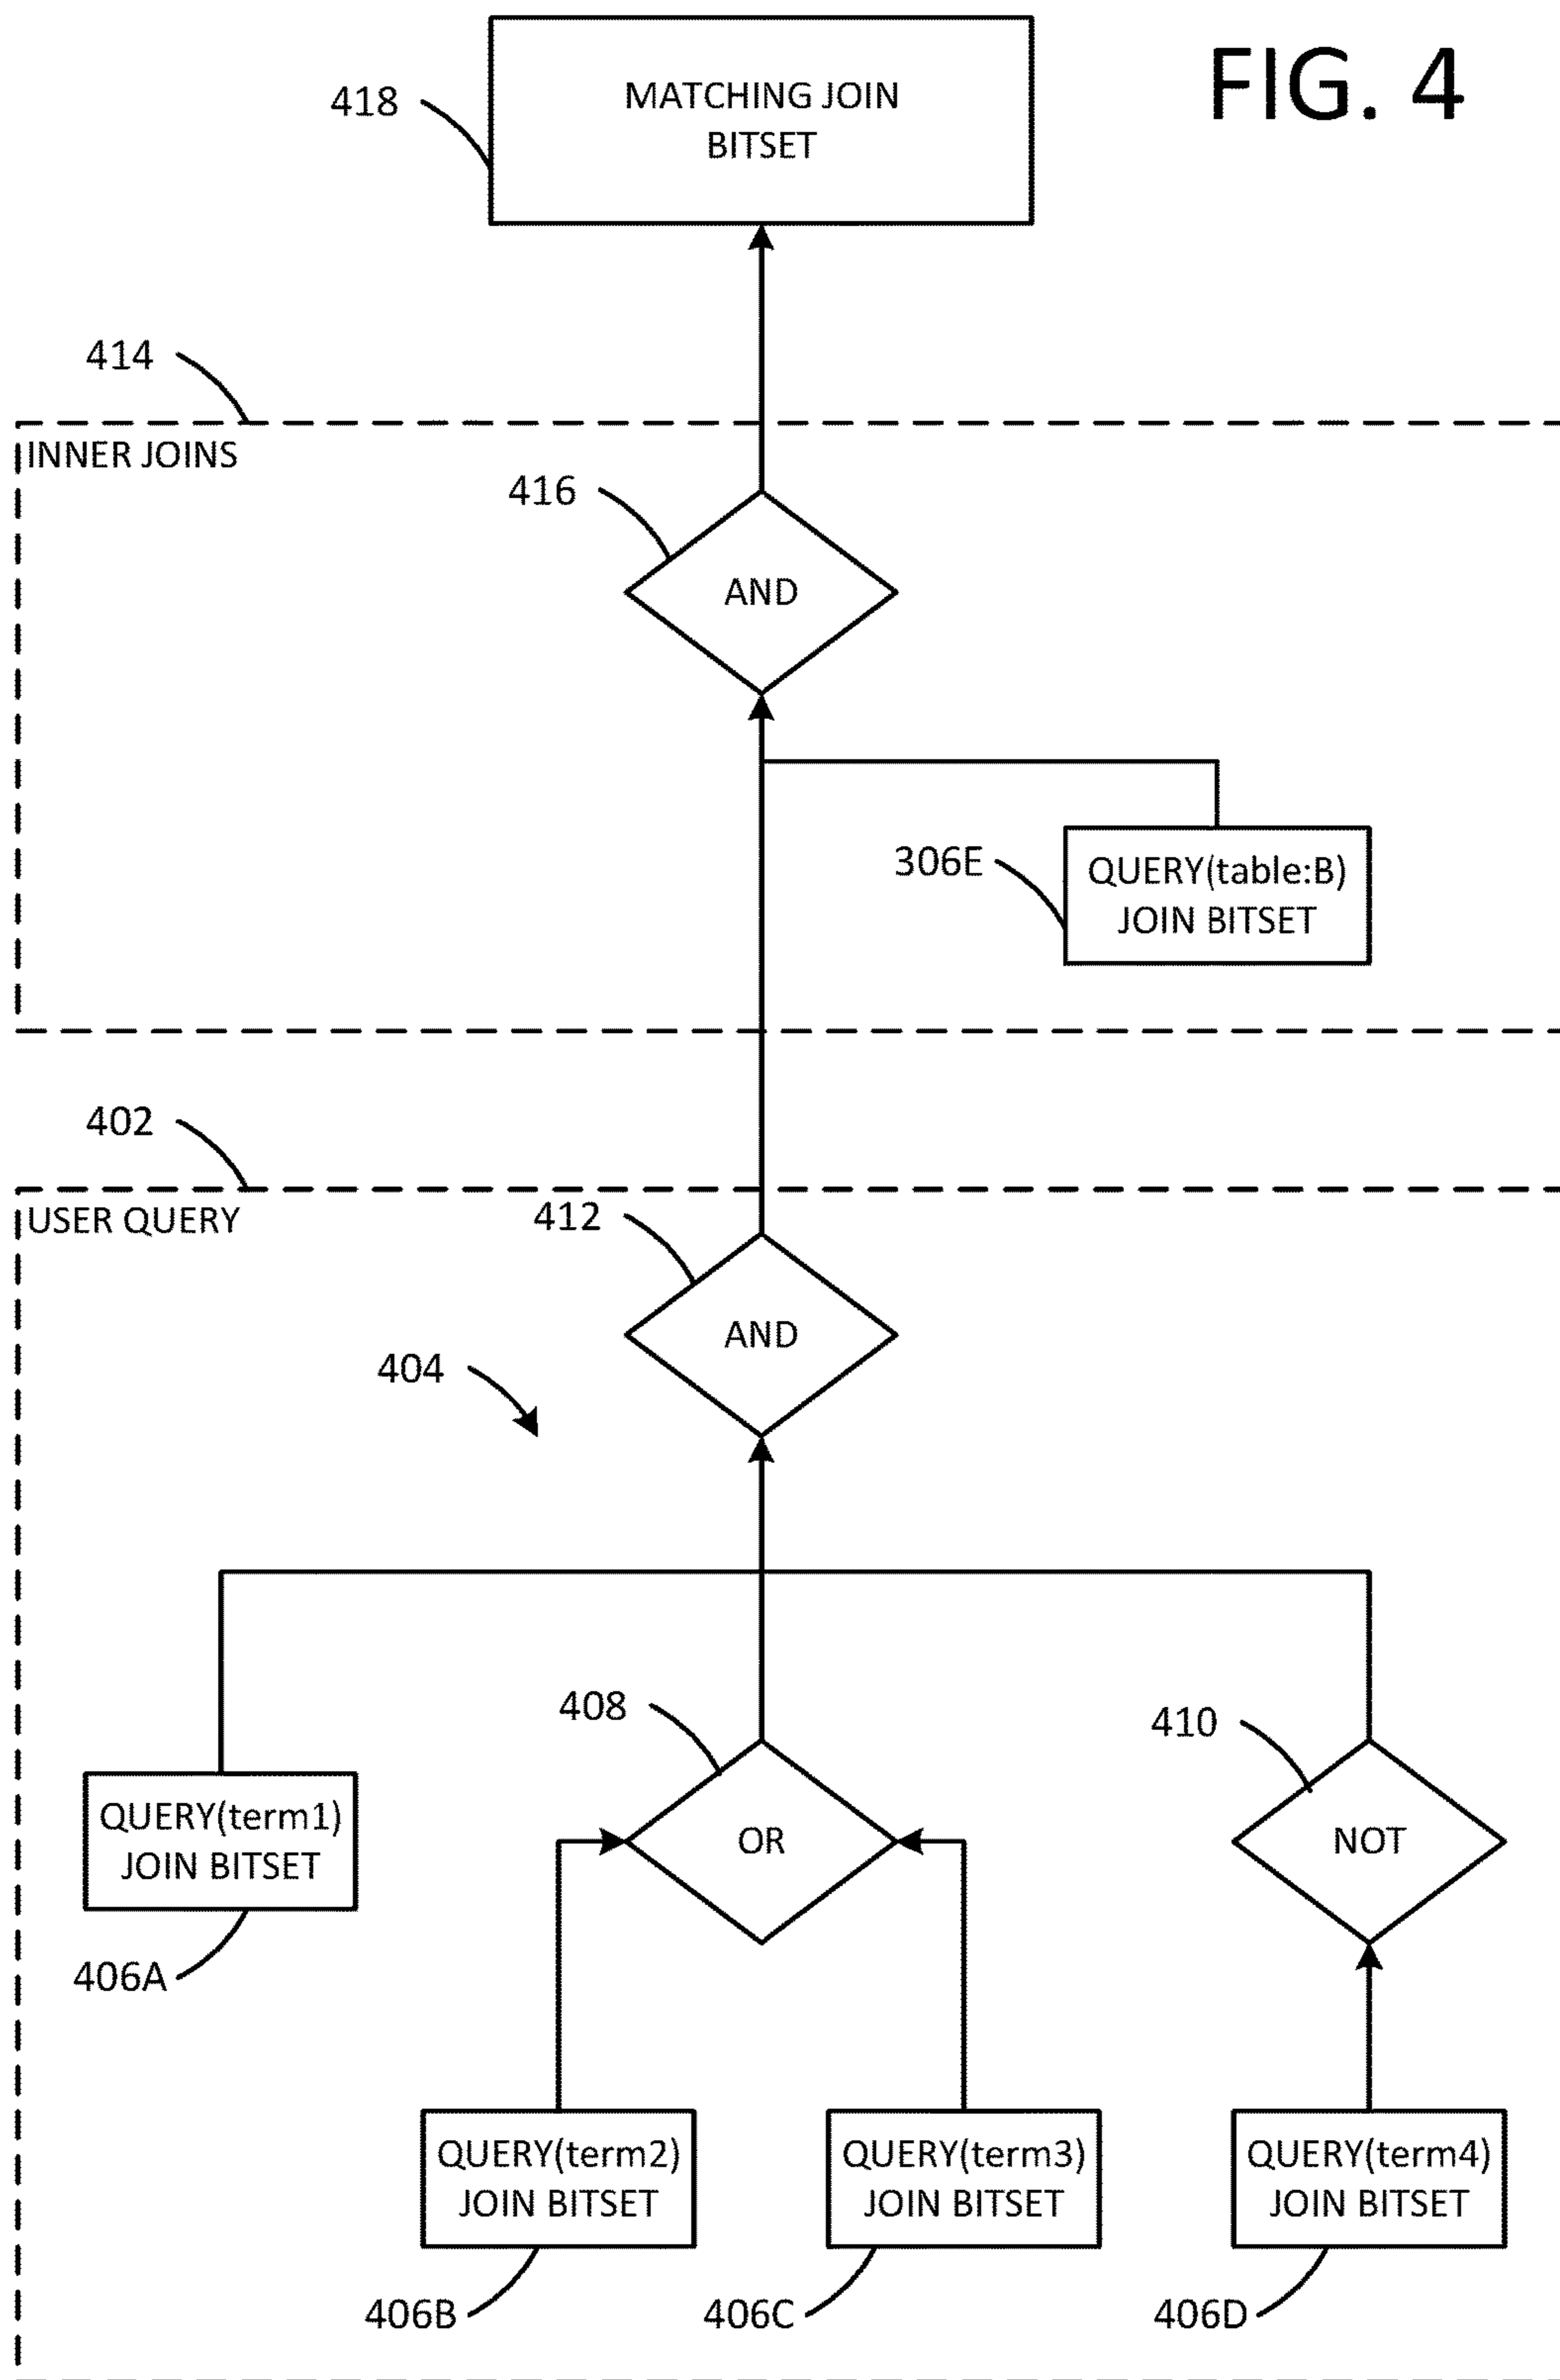 FIG. 4
418
MATCHING JOIN
BITSET
414
INNER JOINS
416
AND
306E
QUERY(table:B)
JOIN BITSET
402
USER QUERY
412
AND
404
408
410
QUERY(term1)
JOIN BITSET
OR
NOT
406A
QUERY(term2)
JOIN BITSET
QUERY(term3)
JOIN BITSET
QUERY(term4)
JOIN BITSET
406B
406C
406D